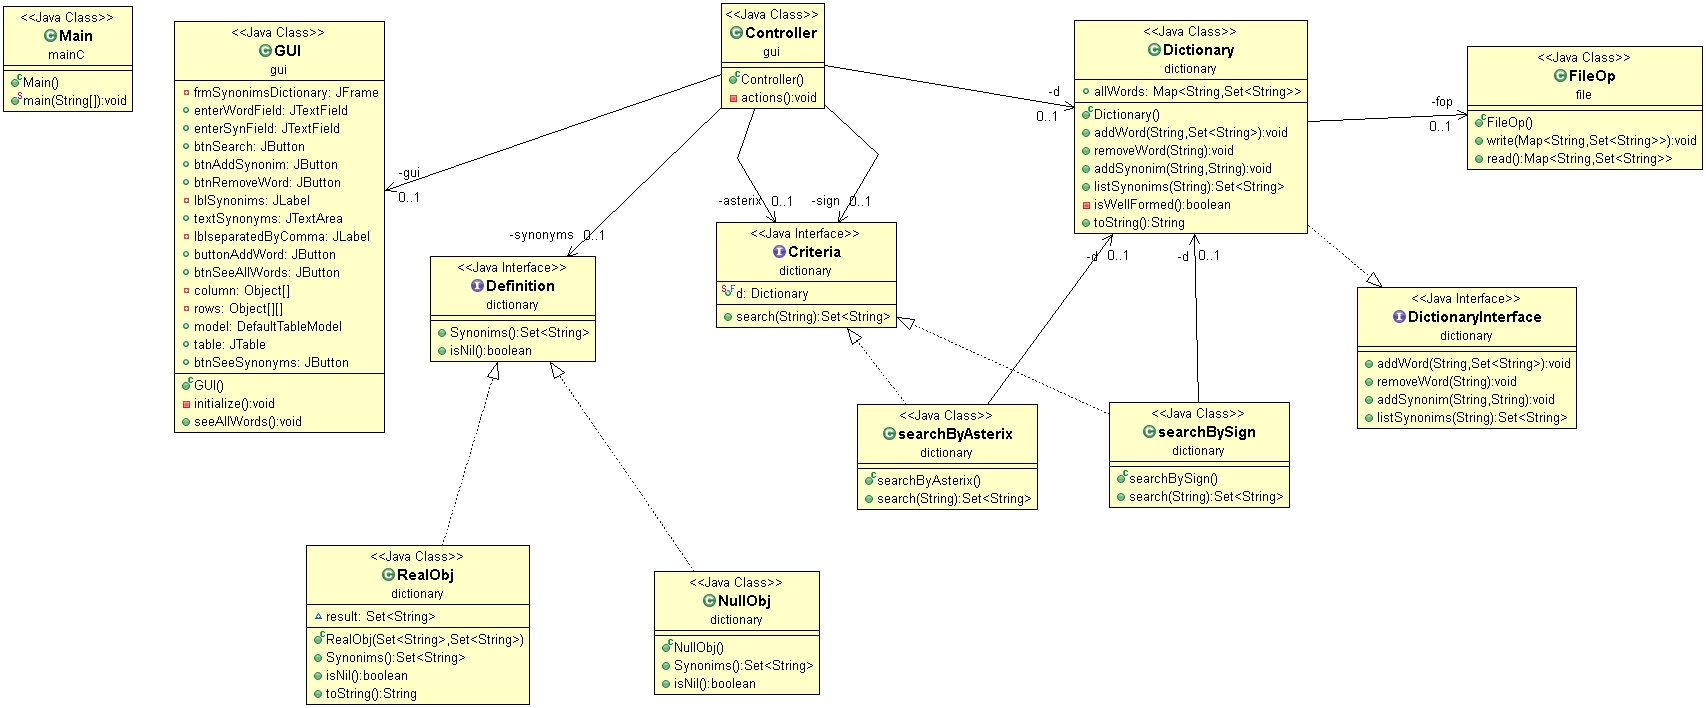 <<Java Class>>
Main
mainC
Main()
main(String[]):void
<<Java Class>>
GUI
gui
frmSynonimsDictionary: JFrame
enterWordField: JTextField
enterSynField: JTextField
btnSearch: JButton
btnAddSynonim: JButton
btnRemoveWord: JButton
lblSynonims: JLabel
textSynonyms: JTextArea
lblseparatedByComma: JLabel
buttonAddWord: JButton
btnSeeAllWords: JButton
column: Object[]
rows: Object[][]
model: DefaultTableModel
table: JTable
btnSeeSynonyms: JButton
GUI()
initialize():void
seeAllWords():void
<<Java Class>>
Controller
gui
Controller()
actions():void
-gui
0..1
-synonyms 0..1
-asterix 0..1
-sign 0..1
-d
0..1
<<Java Class>>
Dictionary
dictionary
allWords: Map<String,Set<String>>
Dictionary()
addWord(String,Set<String>):void
removeWord(String):void
addSynonim(String,String):void
listSynonims(String):Set<String>
isWellFormed():boolean
toString():String
-fop
0..1
<<Java Class>>
FileOp
file
FileOp()
write(Map<String,Set<String>>):void
read():Map<String,Set<String>>
<<Java Interface>>
Definition
dictionary
Synonims():Set<String>
isNil():boolean
<<Java Interface>>
Criteria
dictionary
d: Dictionary
search(String):Set<String>
-d 0..1
-d 0..1
<<Java Interface>>
DictionaryInterface
dictionary
addWord(String,Set<String>):void
removeWord(String):void
addSynonim(String,String):void
listSynonims(String):Set<String>
<<Java Class>>
searchByAsterix
dictionary
searchByAsterix()
search(String):Set<String>
<<Java Class>>
searchBySign
dictionary
searchBySign()
search(String):Set<String>
<<Java Class>>
RealObj
dictionary
result: Set<String>
RealObj(Set<String>,Set<String>)
Synonims():Set<String>
isNil():boolean
toString():String
<<Java Class>>
NullObj
dictionary
NullObj()
Synonims():Set<String>
isNil():boolean